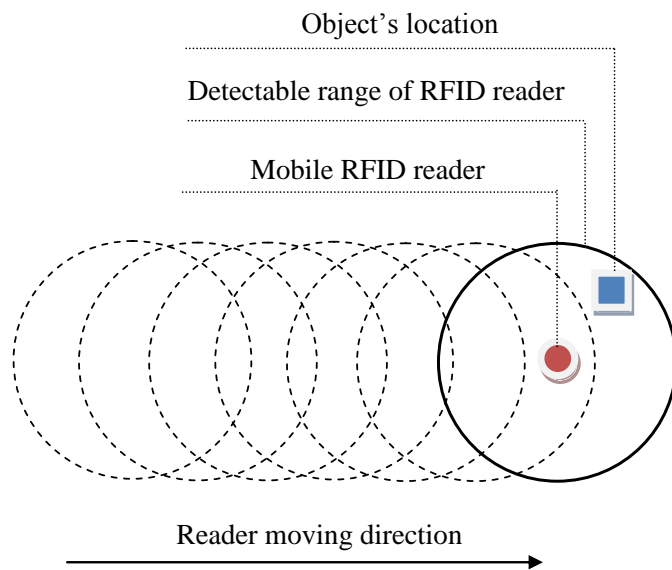 Object’s location
Detectable range of RFID reader
Mobile RFID reader
Reader moving direction